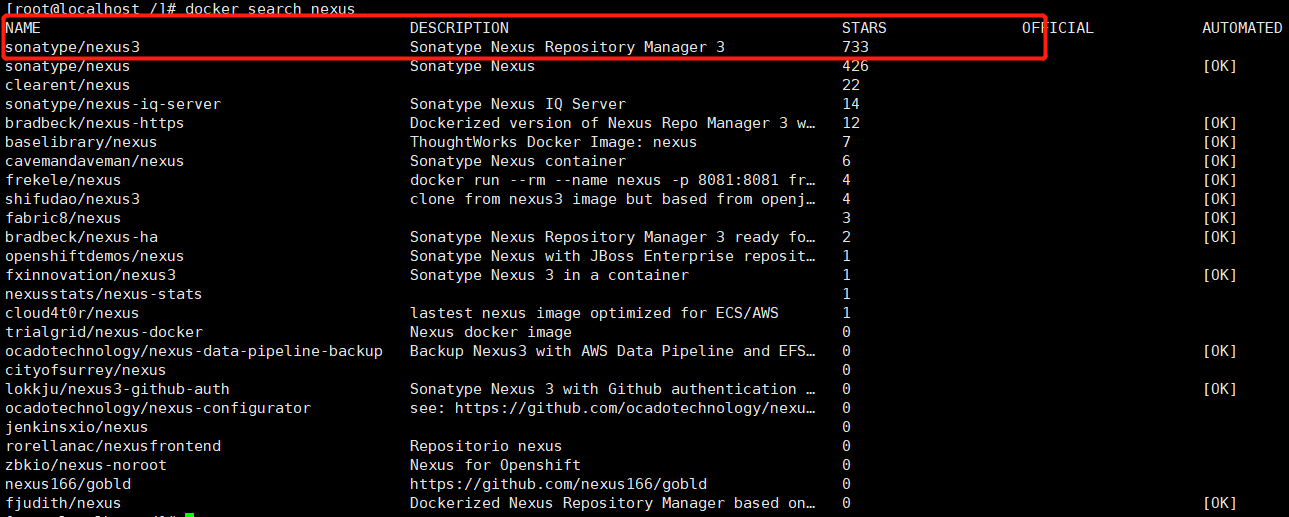 [root@localhost /]# docker search nexus
NAME DESCRIPTION STARS OFFICIAL AUTOMATED
sonatype/nexus3 Sonatype Nexus Repository Manager 3 733
sonatype/nexus Sonatype Nexus 426 [OK]
clearent/nexus 22
sonatype/nexus-iq-server Sonatype Nexus IQ Server 14
bradbeck/nexus-https Dockerized version of Nexus Repo Manager 3 w… 12 [OK]
baselibrary/nexus ThoughtWorks Docker Image: nexus 7 [OK]
cavemandaveman/nexus Sonatype Nexus container 6 [OK]
frekele/nexus docker run --rm --name nexus -p 8081:8081 fr… 4 [OK]
shifudao/nexus3 clone from nexus3 image but based from openj… 4 [OK]
fabric8/nexus 3 [OK]
bradbeck/nexus-ha Sonatype Nexus Repository Manager 3 ready fo… 2 [OK]
openshiftdemos/nexus Sonatype Nexus with JBoss Enterprise reposit… 1
fxinnovation/nexus3 Sonatype Nexus 3 in a container 1 [OK]
nexusstats/nexus-stats 1
cloud4t0r/nexus lastest nexus image optimized for ECS/AWS 1
trialgrid/nexus-docker Nexus docker image 0
ocadotechnology/nexus-data-pipeline-backup Backup Nexus3 with AWS Data Pipeline and EFS… 0 [OK]
cityofsurrey/nexus 0
lokkju/nexus3-github-auth Sonatype Nexus 3 with Github authentication … 0 [OK]
ocadotechnology/nexus-configurator see: https://github.com/ocadotechnology/nexu… 0
jenkinsxio/nexus 0
rorellanac/nexusfrontend Repositorio nexus 0
zbkio/nexus-noroot Nexus for Openshift 0
nexus166/gobld https://github.com/nexus166/gobld 0
fjudith/nexus Dockerized Nexus Repository Manager based on… 0 [OK]